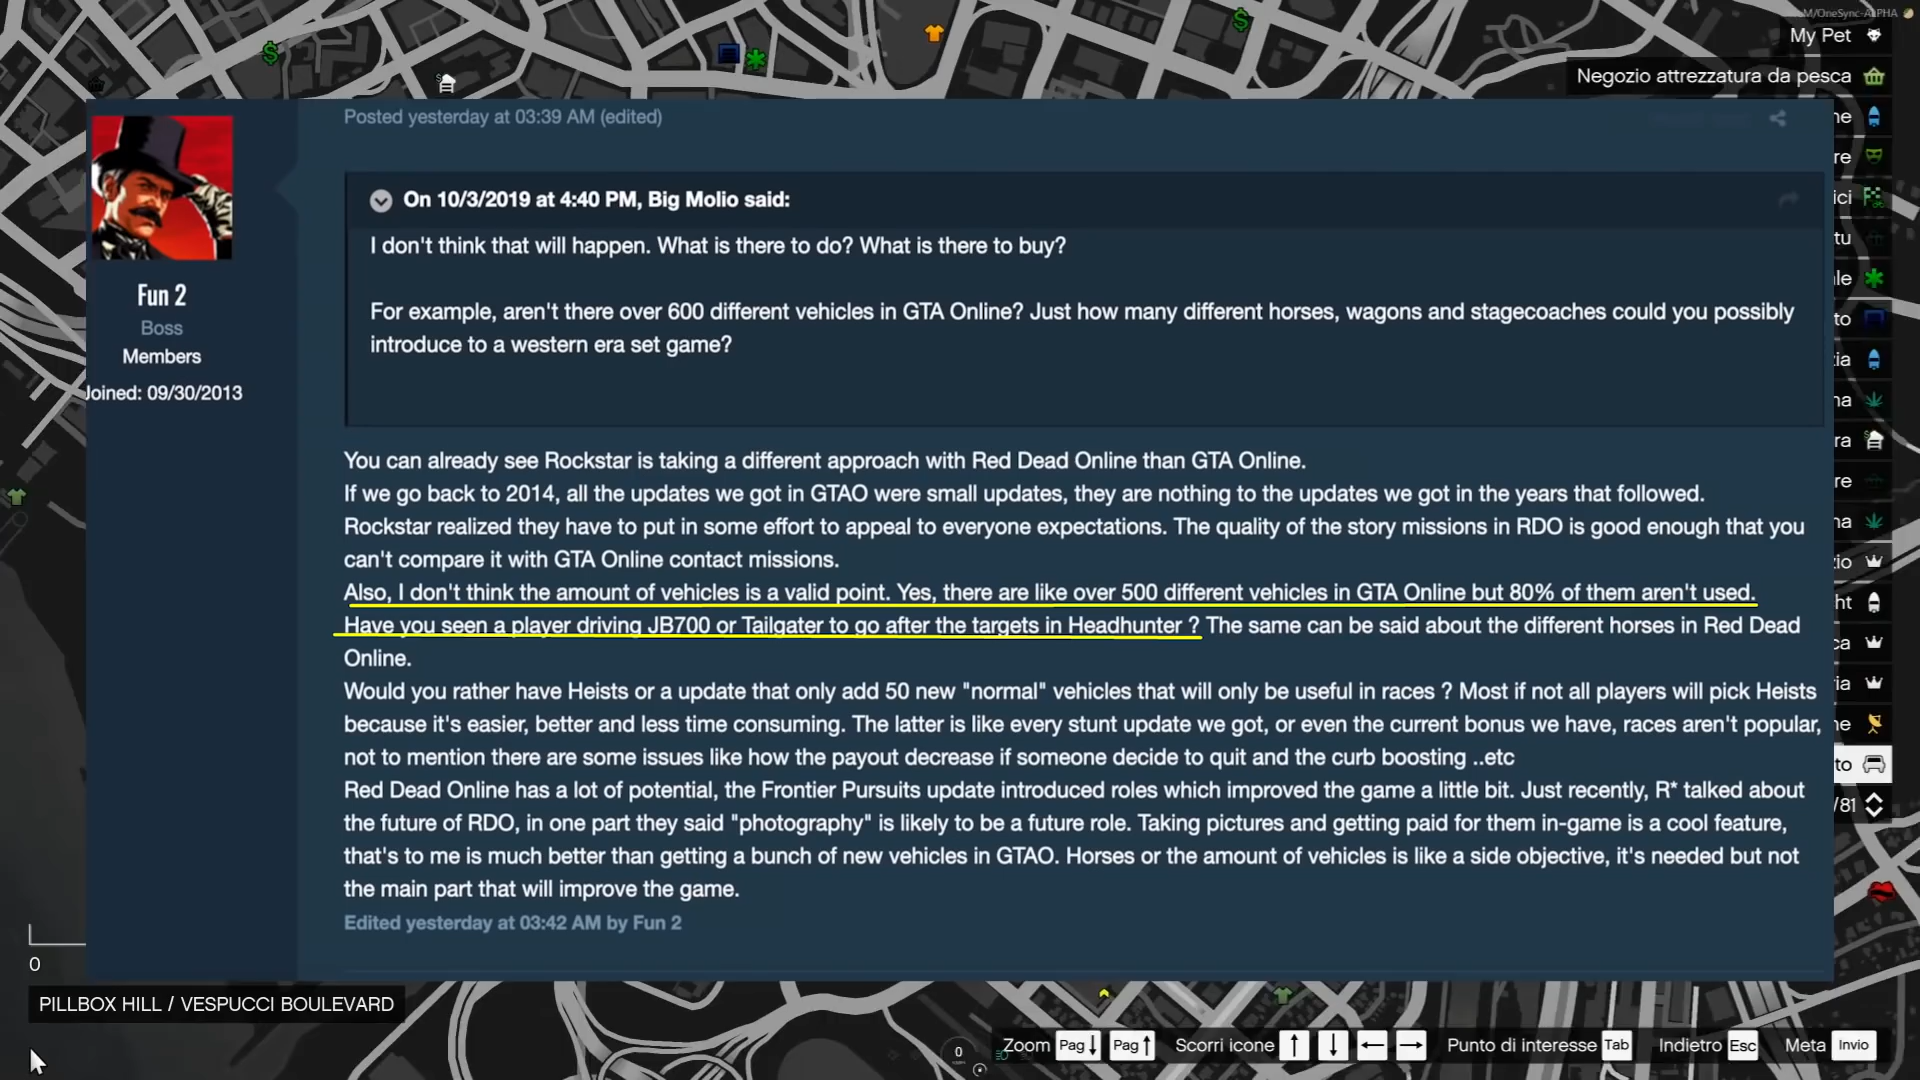 M/OneSync-ALPHA
My Pet
Negozio attrezzatura da pesca
Posted yesterday at 03:39 AM (edited)
On 10/3/2019 at 4:40 PM, Big Molio said:
I don't think that will happen. What is there to do? What is there to buy?
For example, aren't there over 600 different vehicles in GTA Online? Just how many different horses, wagons and stagecoaches could you possibly
introduce to a western era set game?
Fun 2
Boss
Members
Joined: 09/30/2013
You can already see Rockstar is taking a different approach with Red Dead Online than GTA Online.
If we go back to 2014, all the updates we got in GTAO were small updates, they are nothing to the updates we got in the years that followed.
Rockstar realized they have to put in some effort to appeal to everyone expectations. The quality of the story missions in RDO is good enough that you
can't compare it with GTA Online contact missions.
Also, I don't think the amount of vehicles is a valid point. Yes, there are like over 500 different vehicles in GTA Online but 80% of them aren't used.
Have you seen a player driving JB700 or Tailgater to go after the targets in Headhunter ? The same can be said about the different horses in Red Dead
Online.
Would you rather have Heists or a update that only add 50 new "normal" vehicles that will only be useful in races ? Most if not all players will pick Heists
because it's easier, better and less time consuming. The latter is like every stunt update we got, or even the current bonus we have, races aren't popular,
not to mention there are some issues like how the payout decrease if someone decide to quit and the curb boosting ..etc
Red Dead Online has a lot of potential, the Frontier Pursuits update introduced roles which improved the game a little bit. Just recently, R* talked about
the future of RDO, in one part they said "photography" is likely to be a future role. Taking pictures and getting paid for them in-game is a cool feature,
that's to me is much better than getting a bunch of new vehicles in GTAO. Horses or the amount of vehicles is like a side objective, it's needed but not
the main part that will improve the game.
Edited yesterday at 03:42 AM by Fun 2
ne
re
ici
tu
le
to
ia
na
ra
re
na
io
ht
ca
ria
ne
to
/81
0
PILLBOX HILL / VESPUCCI BOULEVARD
0
Zoom Pag↓ Pag↑ Scorri icone ↑ ↓ ← → Punto di interesse Tab Indietro Esc Meta Invio